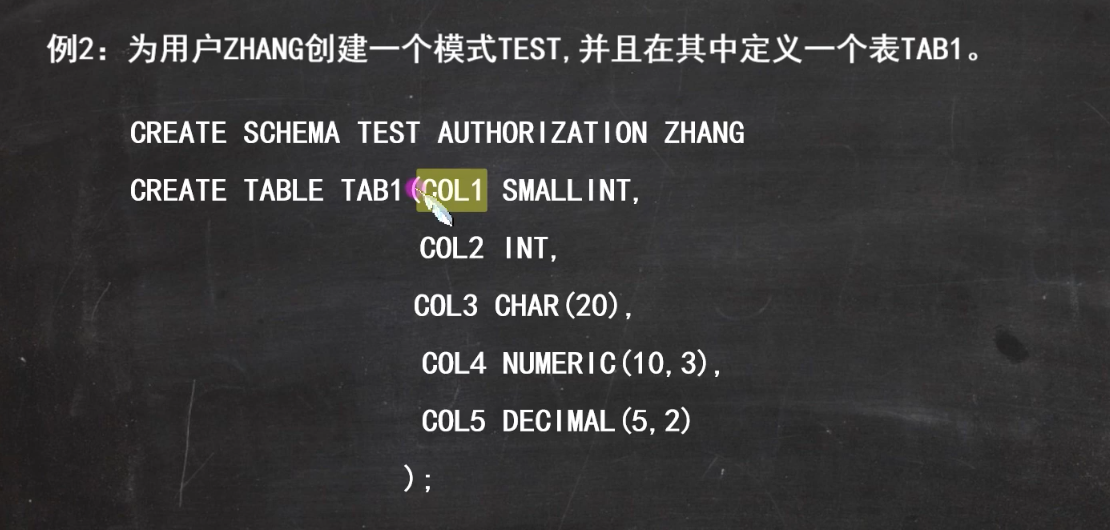 例2：为用户ZHANG创建一个模式TEST,并且在其中定义一个表TAB1。
CREATE SCHEMA TEST AUTHORIZATION ZHANG
CREATE TABLE TAB1(COL1 SMALLINT,
COL2 INT,
COL3 CHAR(20),
COL4 NUMERIC(10,3),
COL5 DECIMAL(5,2)
);